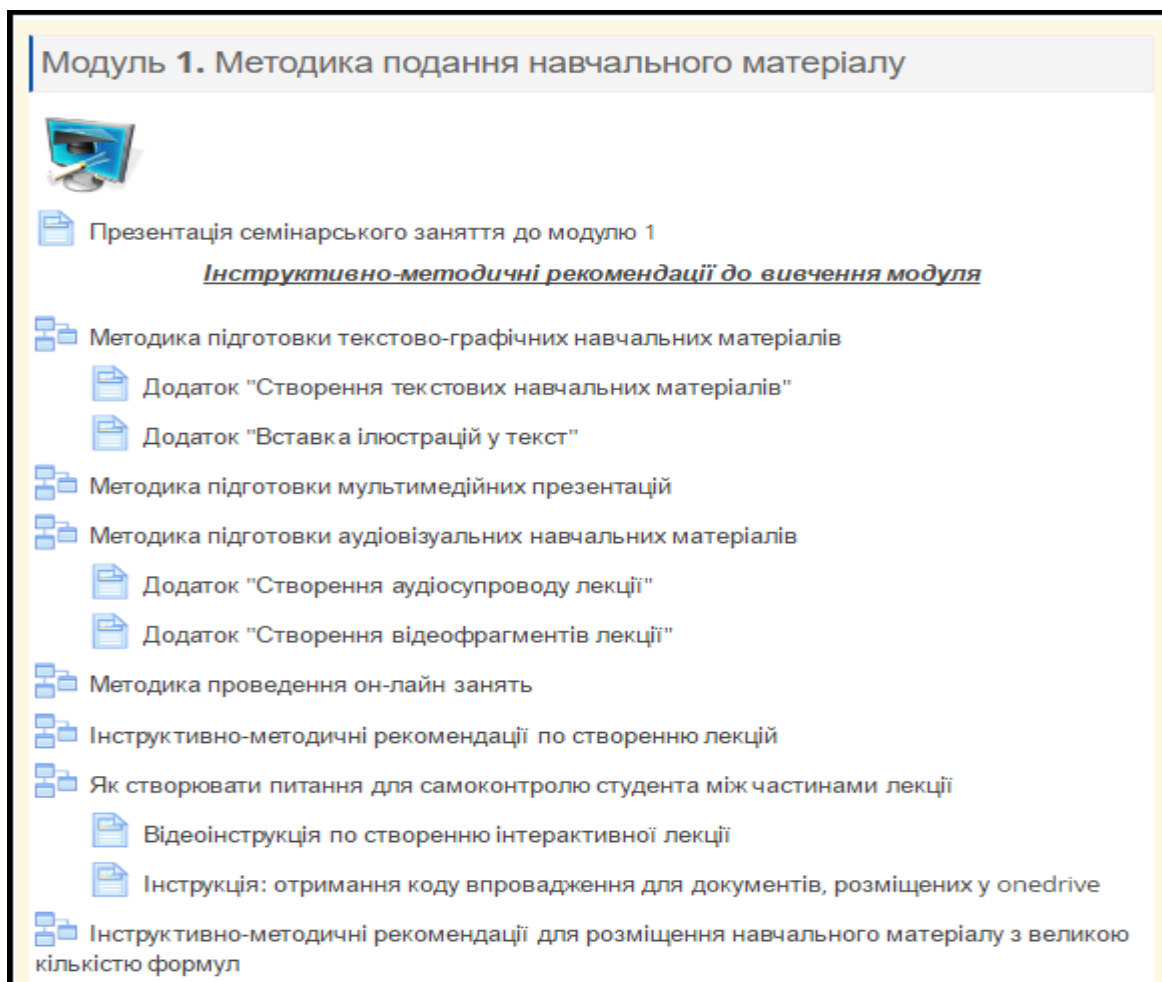 Модуль 1. Методика подання навчального матеріалу
Презентація семінарського заняття до модулю 1
Інструктивно-методичні рекомендації до вивчення модуля
Методика підготовки текстово-графічних навчальних матеріалів
Додаток "Створення текстових навчальних матеріалів"
Додаток "Вставка ілюстрацій у текст"
Методика підготовки мультимедійних презентацій
Методика підготовки аудіовізуальних навчальних матеріалів
Додаток "Створення аудіосупроводу лекції"
Додаток "Створення відеофрагментів лекції"
Методика проведення он-лайн занять
Інструктивно-методичні рекомендації по створенню лекцій
Як створювати питання для самоконтролю студента між частинами лекції
Відеоінструкція по створенню інтерактивної лекції
Інструкція: отримання коду впровадження для документів, розміщених у onedrive
Інструктивно-методичні рекомендації для розміщення навчального матеріалу з великою
кількістю формул